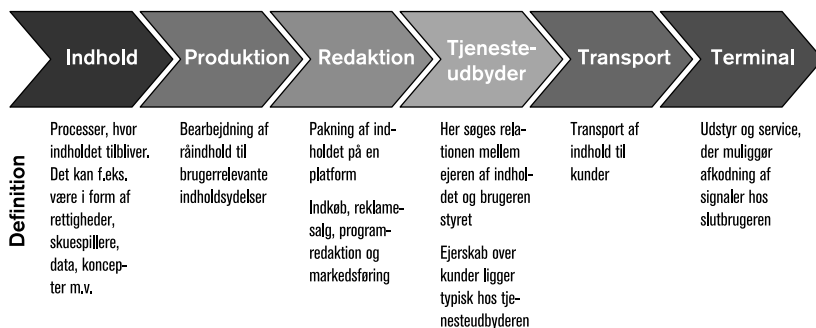 Indhold
Produktion
Redaktion
Tjeneste-
udbyder
Transport
Terminal
Definition
Processer, hvor
indholdet tilbliver.
Det kan f.eks.
være i form af
rettigheder,
skuespillere,
data, koncep-
ter m.v.
Bearbejdning af
råindhold til
brugerrelevante
indholdsydelser
Pakning af ind-
holdet på en
platform
Indkøb, reklame-
salg, program-
redaktion og
markedsføring
Her søges rela-
tionen mellem
ejeren af indhol-
det og brugeren
styret
Ejerskab over
kunder ligger
typisk hos tje-
nesteudbyderen
Transport af
indhold til
kunder
Udstyr og service,
der muliggør
afkodning af
signaler hos
slutbrugeren